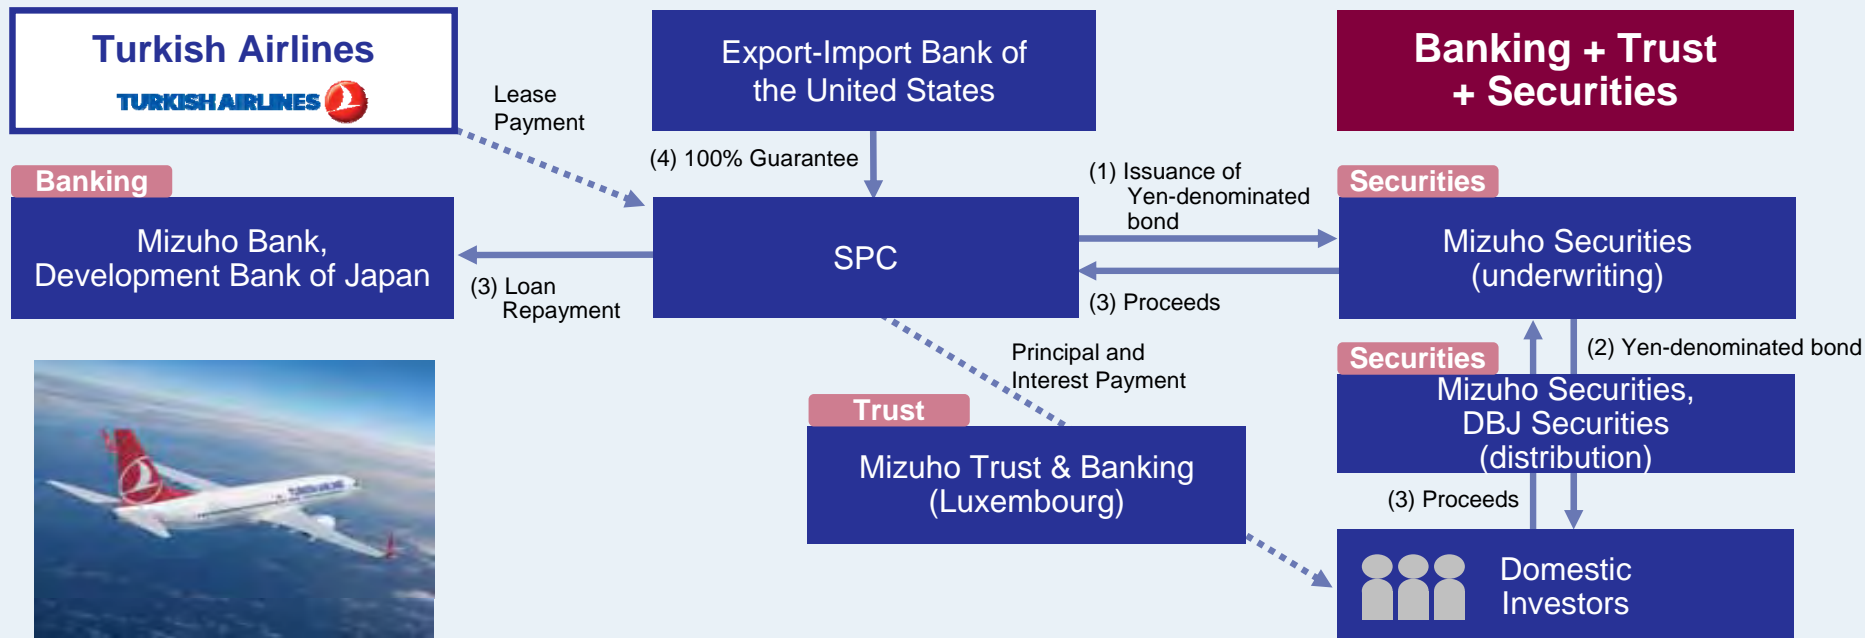 Turkish Airlines
TURKISH AIRLINES
Export-Import Bank of
the United States
Banking + Trust
+ Securities
Lease
Payment
(4) 100% Guarantee
(1) Issuance of
Yen-denominated
bond
Banking
Mizuho Bank,
Development Bank of Japan
(3) Loan
Repayment
SPC
(3) Proceeds
Securities
Mizuho Securities
(underwriting)
Principal and
Interest Payment
(2) Yen-denominated bond
Securities
Mizuho Securities,
DBJ Securities
(distribution)
Trust
Mizuho Trust & Banking
(Luxembourg)
(3) Proceeds
Domestic
Investors
TURKISH AIRLINES